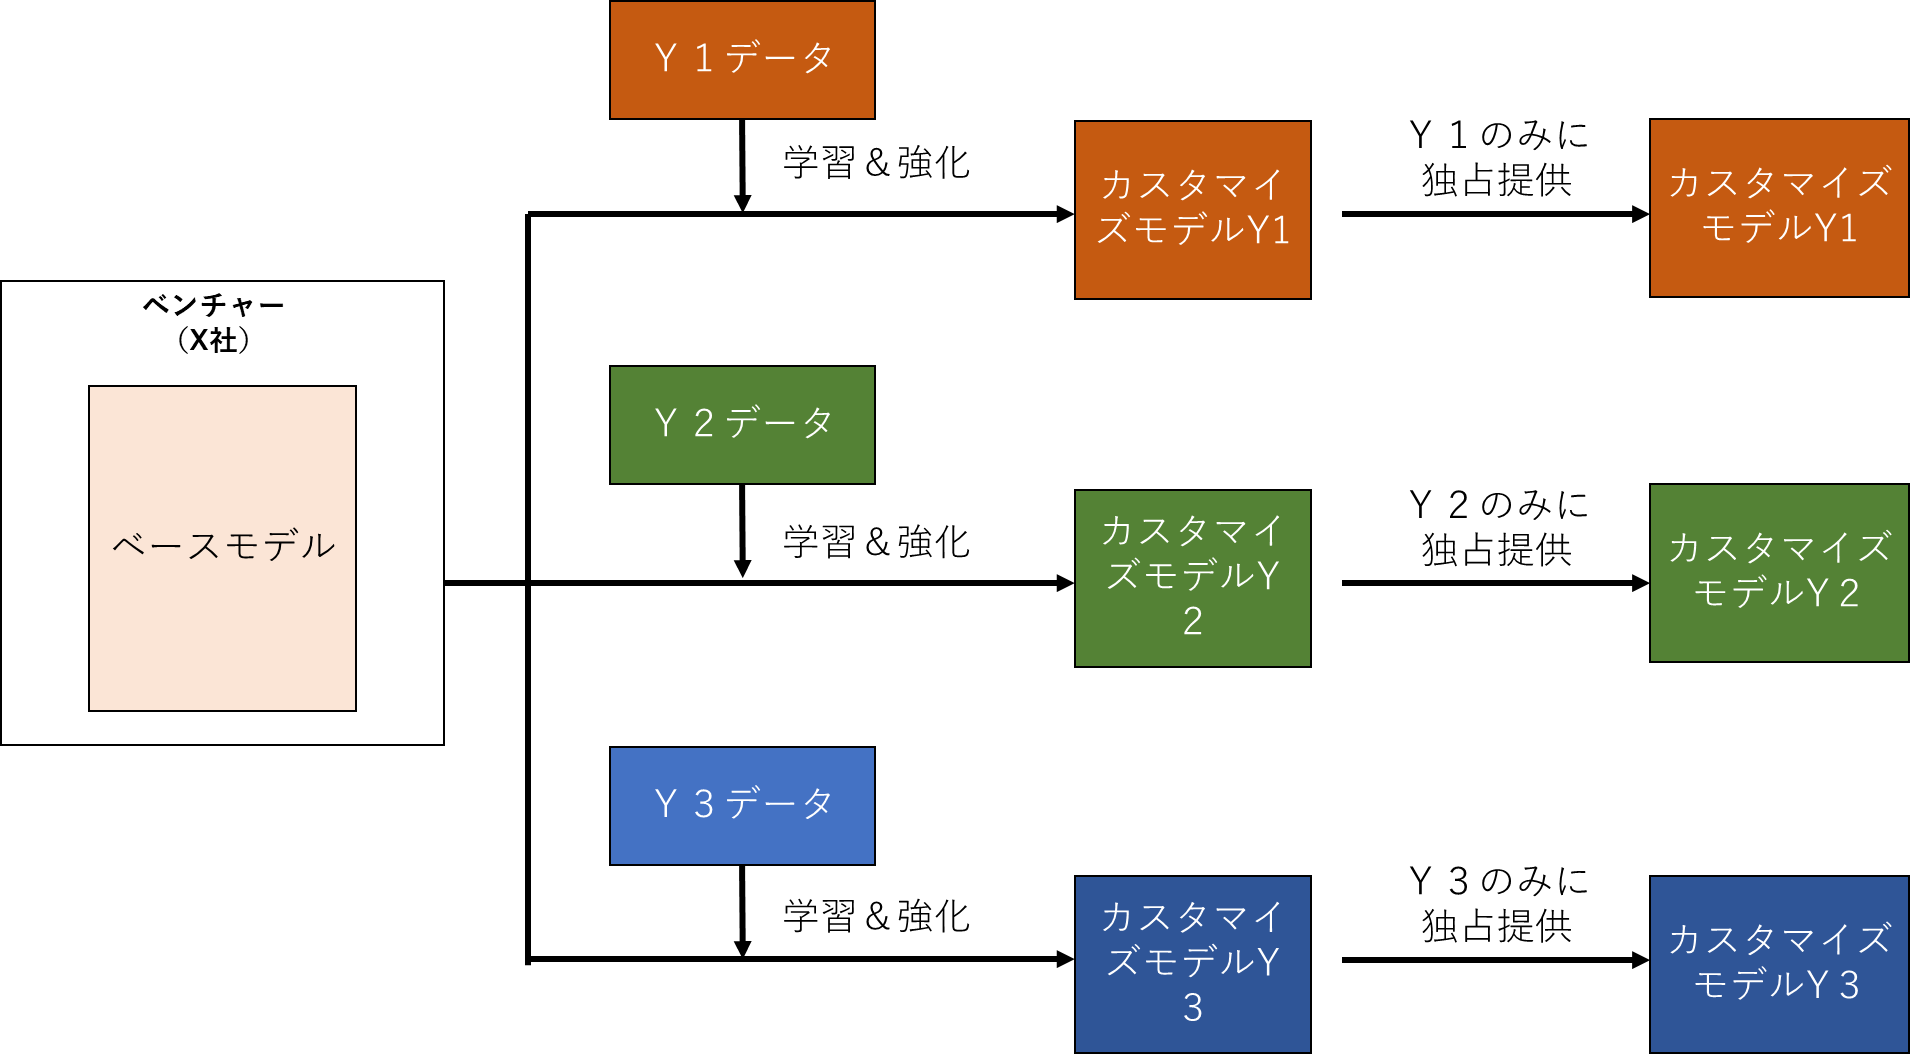 Ｙ１データ
学習＆強化
カスタマイ
ズモデルY1
Ｙ１のみに
独占提供
カスタマイズ
モデルY1
ベンチャー
（X社）
ベースモデル
Ｙ２データ
学習＆強化
カスタマイ
ズモデルY
２
Ｙ２のみに
独占提供
カスタマイズ
モデルY２
Ｙ３データ
学習＆強化
カスタマイ
ズモデルY
３
Ｙ３のみに
独占提供
カスタマイズ
モデルY３